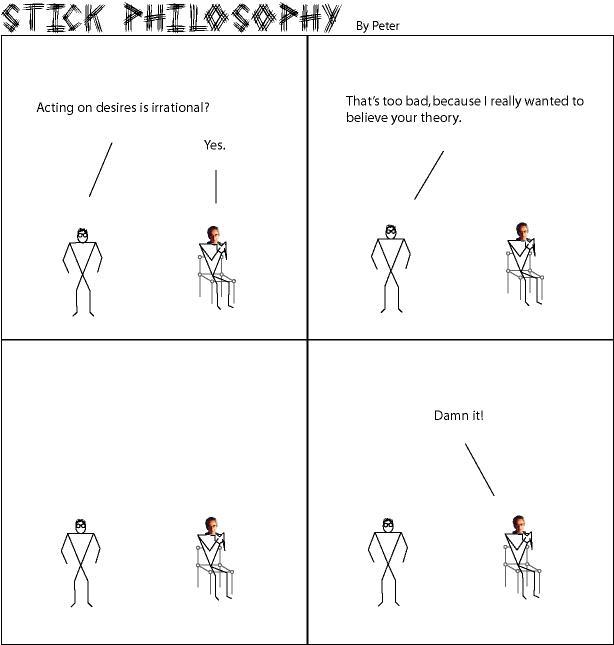 STICK PHILOSOPHY By Peter
Acting on desires is irrational?
Yes.
That's too bad, because I really wanted to
believe your theory.
Damn it!